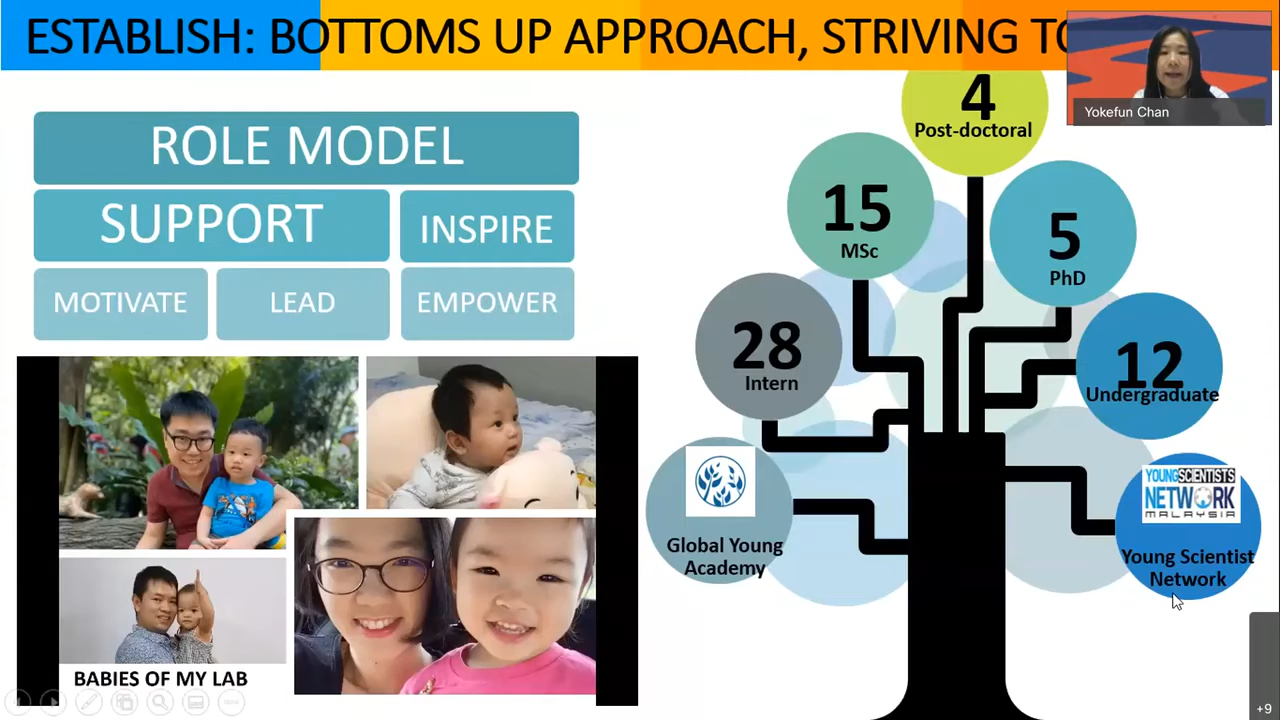 ESTABLISH: BOTTOMS UP APPROACH, STRIVING TO
Yokefun Chan
ROLE MODEL
SUPPORT
INSPIRE
MOTIVATE
LEAD
EMPOWER
4
Post-doctoral
15
MSc
5
PhD
28
Intern
12
Undergraduate
Global Young
Academy
YOUNG SCIENTISTS
NETWORK
MALAYSIA
Young Scientist
Network
BABIES OF MY LAB
+9